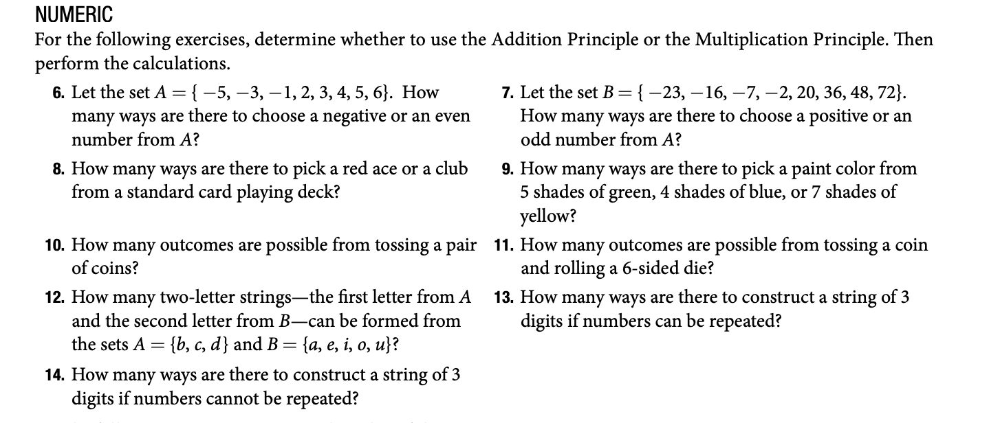 NUMERIC
For the following exercises, determine whether to use the Addition Principle or the Multiplication Principle. Then
perform the calculations.
6. Let the set A = { −5, −3, −1, 2, 3, 4, 5, 6}. How
many ways are there to choose a negative or an even
number from A?
7. Let the set B = { −23, −16, −7, −2, 20, 36, 48, 72}.
How many ways are there to choose a positive or an
odd number from A?
8. How many ways are there to pick a red ace or a club
from a standard card playing deck?
9. How many ways are there to pick a paint color from
5 shades of green, 4 shades of blue, or 7 shades of
yellow?
10. How many outcomes are possible from tossing a pair
of coins?
11. How many outcomes are possible from tossing a coin
and rolling a 6-sided die?
12. How many two-letter strings—the first letter from A
and the second letter from B—can be formed from
the sets A = {b, c, d} and B = {a, e, i, o, u}?
13. How many ways are there to construct a string of 3
digits if numbers can be repeated?
14. How many ways are there to construct a string of 3
digits if numbers cannot be repeated?